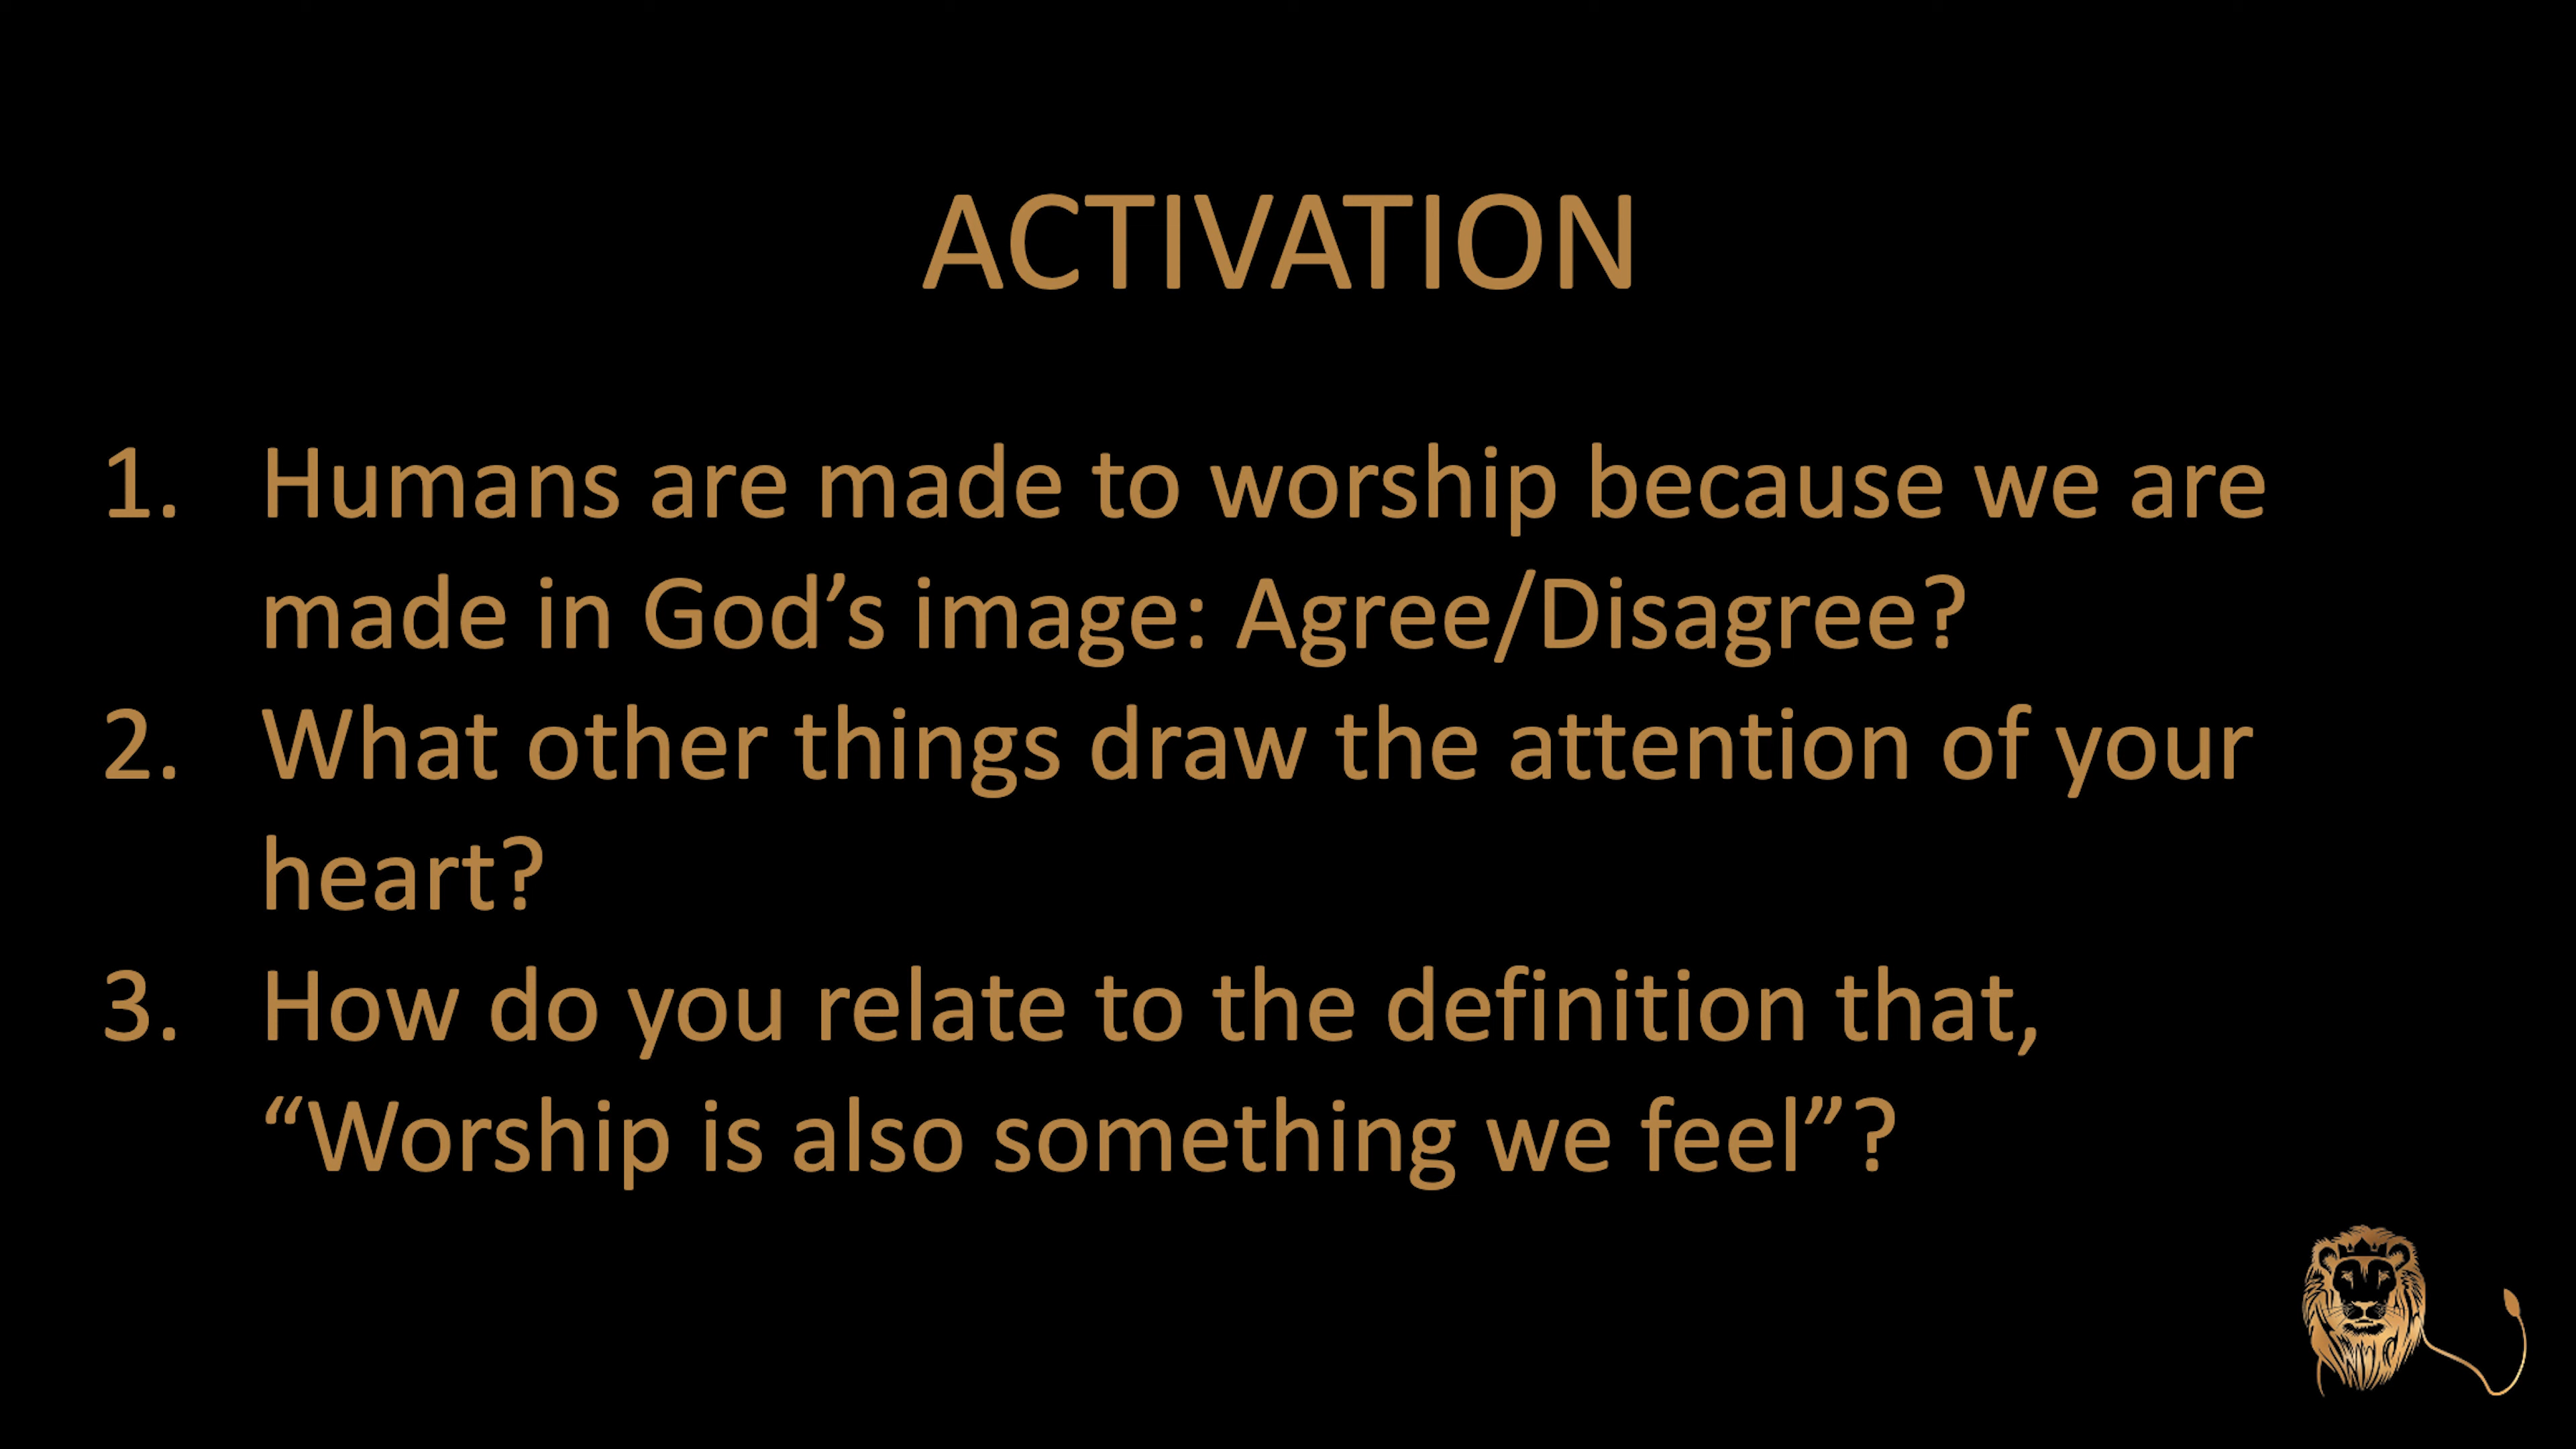 ACTIVATION
1. Humans are made to worship because we are
made in God’s image: Agree/Disagree?
2. What other things draw the attention of your
heart?
3. How do you relate to the definition that,
“Worship is also something we feel”?